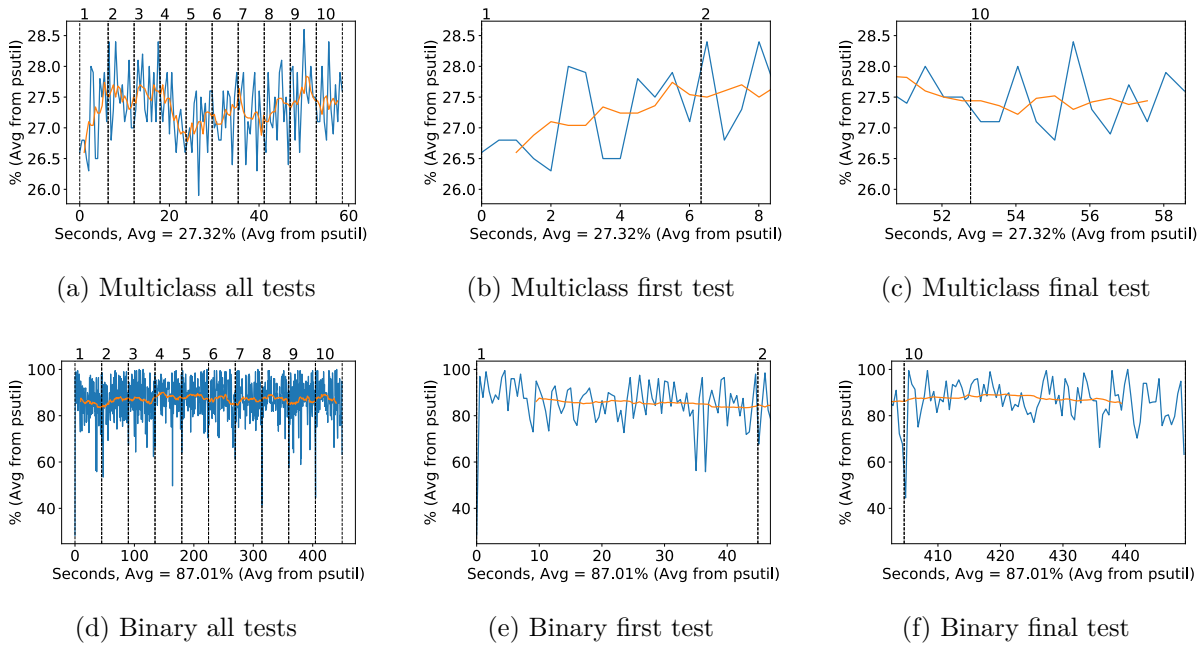 1 2 3 4 5 6 7 8 9 10
28.5
28.0
27.5
27.0
26.5
26.0
% (Avg from psutil)
0 20 40 60
Seconds, Avg = 27.32% (Avg from psutil)
(a) Multiclass all tests
1 2
28.5
28.0
27.5
27.0
26.5
26.0
% (Avg from psutil)
0 2 4 6 8
Seconds, Avg = 27.32% (Avg from psutil)
(b) Multiclass first test
10
28.5
28.0
27.5
27.0
26.5
26.0
% (Avg from psutil)
52 54 56 58
Seconds, Avg = 27.32% (Avg from psutil)
(c) Multiclass final test
1 2 3 4 5 6 7 8 9 10
100
80
60
40
% (Avg from psutil)
0 100 200 300 400
Seconds, Avg = 87.01% (Avg from psutil)
(d) Binary all tests
1 2
100
80
60
40
% (Avg from psutil)
0 10 20 30 40
Seconds, Avg = 87.01% (Avg from psutil)
(e) Binary first test
10
100
80
60
40
% (Avg from psutil)
410 420 430 440
Seconds, Avg = 87.01% (Avg from psutil)
(f) Binary final test